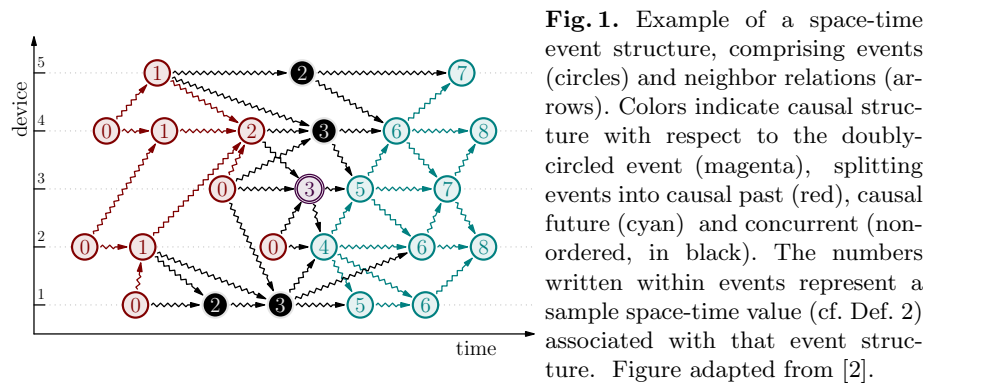 device
5
1
2
7
4
0
1
2
3
6
8
3
0
3
5
7
2
0
1
0
4
6
8
1
0
2
3
5
6
time
Fig. 1. Example of a space-time
event structure, comprising events
(circles) and neighbor relations (ar-
rows). Colors indicate causal struc-
ture with respect to the doubly-
circled event (magenta), splitting
events into causal past (red), causal
future (cyan) and concurrent (non-
ordered, in black). The numbers
written within events represent a
sample space-time value (cf. Def. 2)
associated with that event struc-
ture. Figure adapted from [2].